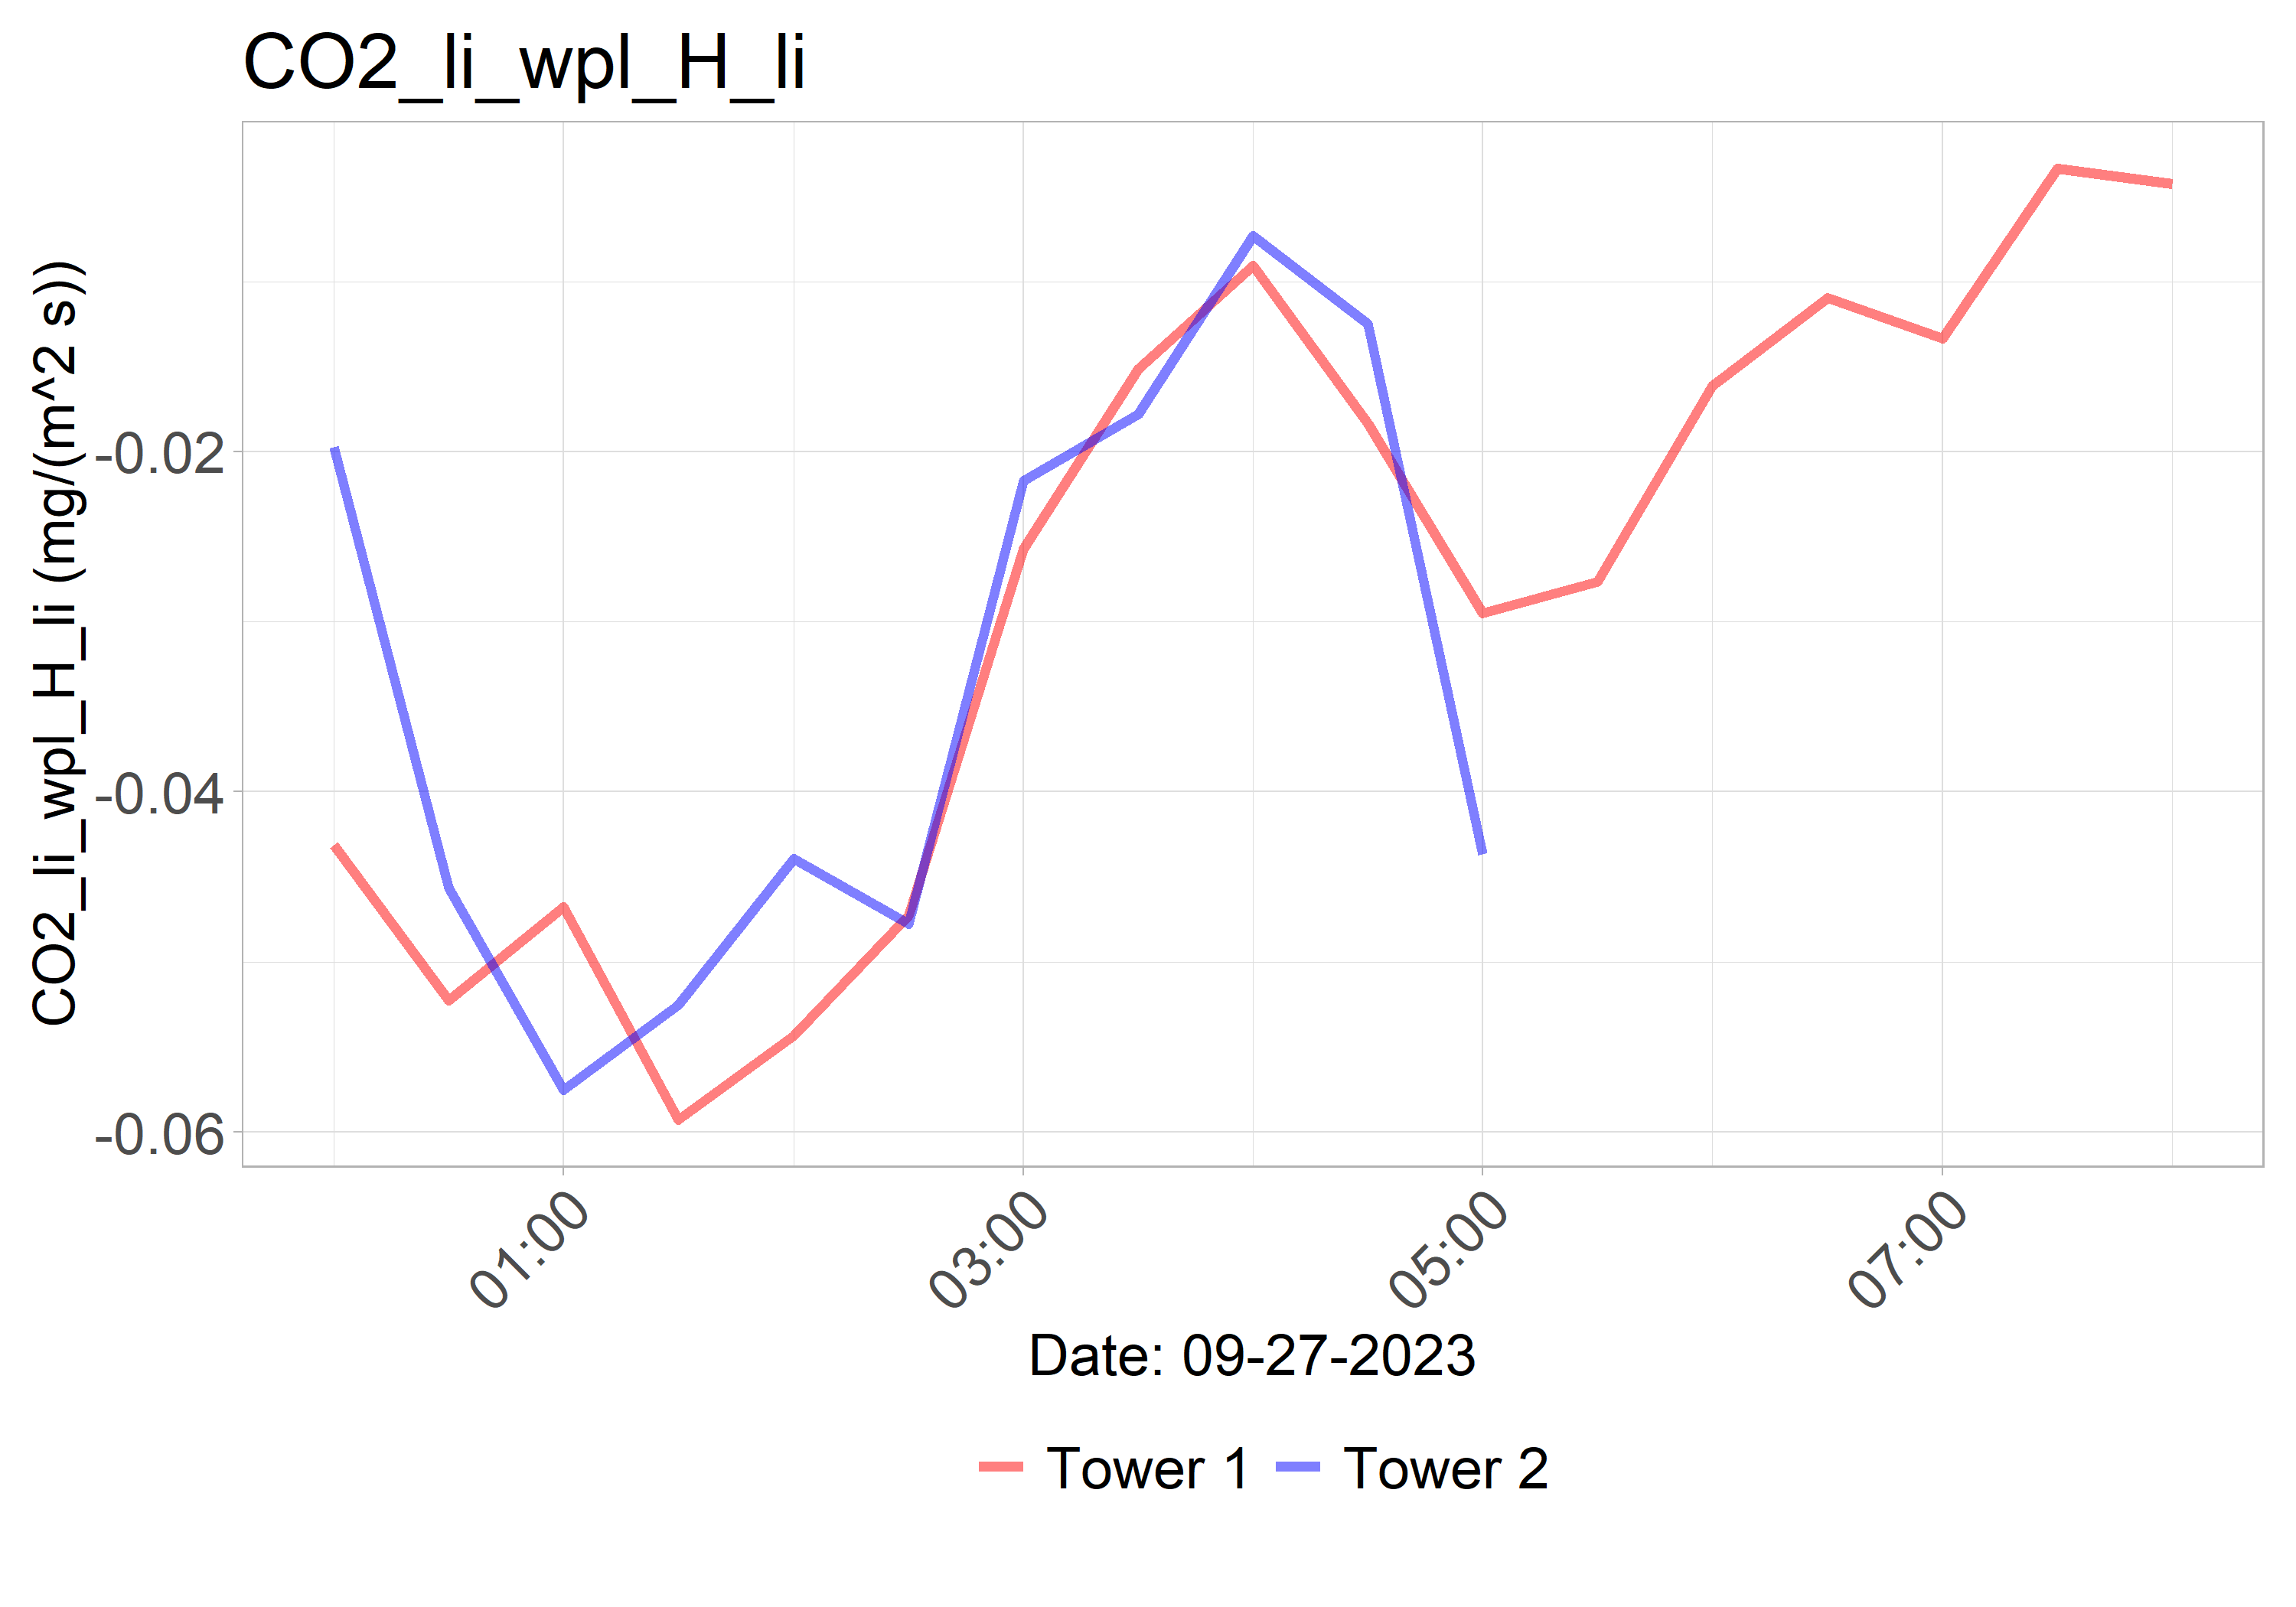 CO2_li_wpl_H_li
CO2_li_wpl_H_li (mg/(m^2 s))
-0.02
-0.04
-0.06
01:00
03:00
05:00
07:00
Date: 09-27-2023
Tower 1
Tower 2